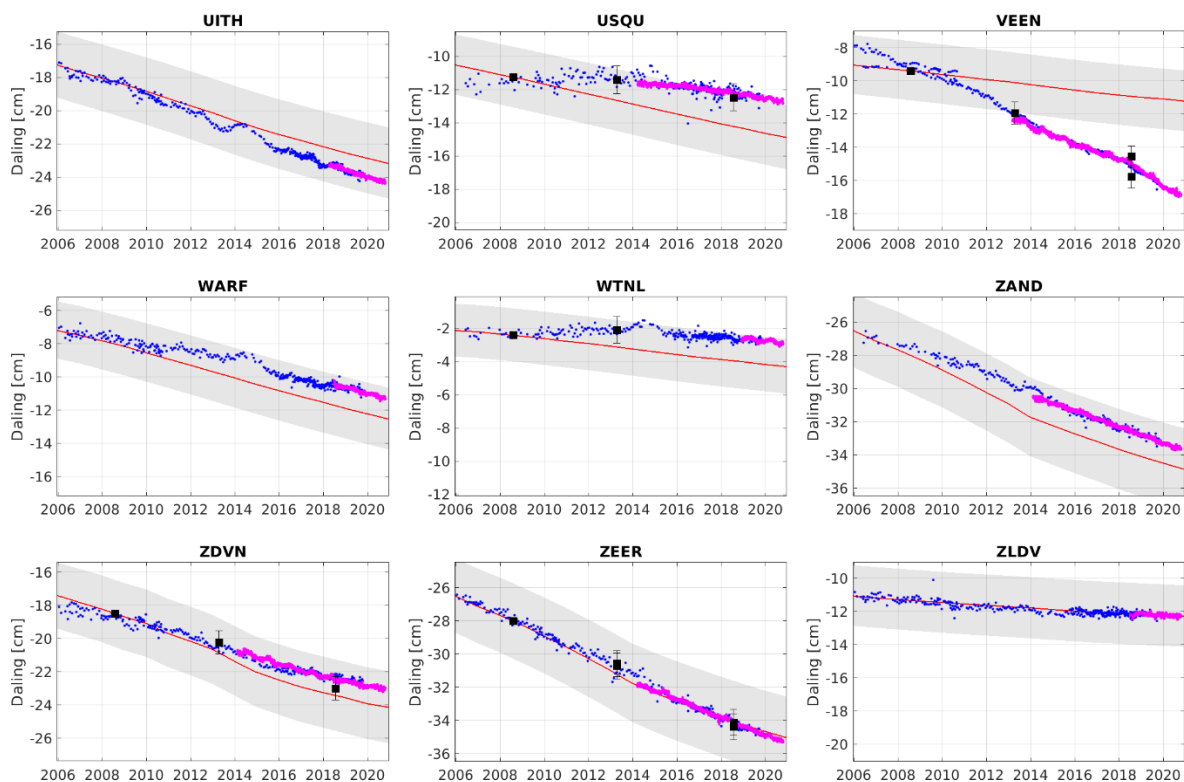 UITH USQU VEEN
Daling [cm] Daling [cm] Daling [cm]
-16 -18 -20 -22 -24 -26
-10 -12 -14 -16 -18 -20
-8 -10 -12 -14 -16 -18
2006 2008 2010 2012 2014 2016 2018 2020 2006 2008 2010 2012 2014 2016 2018 2020 2006 2008 2010 2012 2014 2016 2018 2020
WARF WTNL ZAND
Daling [cm] Daling [cm] Daling [cm]
-6 -8 -10 -12 -14 -16
-2 -4 -6 -8 -10 -12
-26 -28 -30 -32 -34 -36
2006 2008 2010 2012 2014 2016 2018 2020 2006 2008 2010 2012 2014 2016 2018 2020 2006 2008 2010 2012 2014 2016 2018 2020
ZDVN ZEER ZLDV
Daling [cm] Daling [cm] Daling [cm]
-16 -18 -20 -22 -24 -26
-26 -28 -30 -32 -34 -36
-10 -12 -14 -16 -18 -20
2006 2008 2010 2012 2014 2016 2018 2020 2006 2008 2010 2012 2014 2016 2018 2020 2006 2008 2010 2012 2014 2016 2018 2020